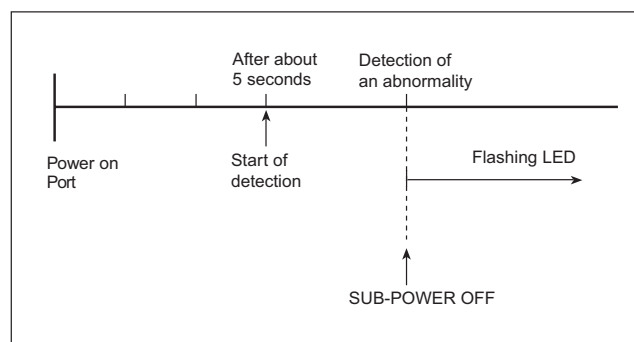 After about
5 seconds
Detection of
an abnormality
Power on
Port
Start of
detection
Flashing LED
SUB-POWER OFF